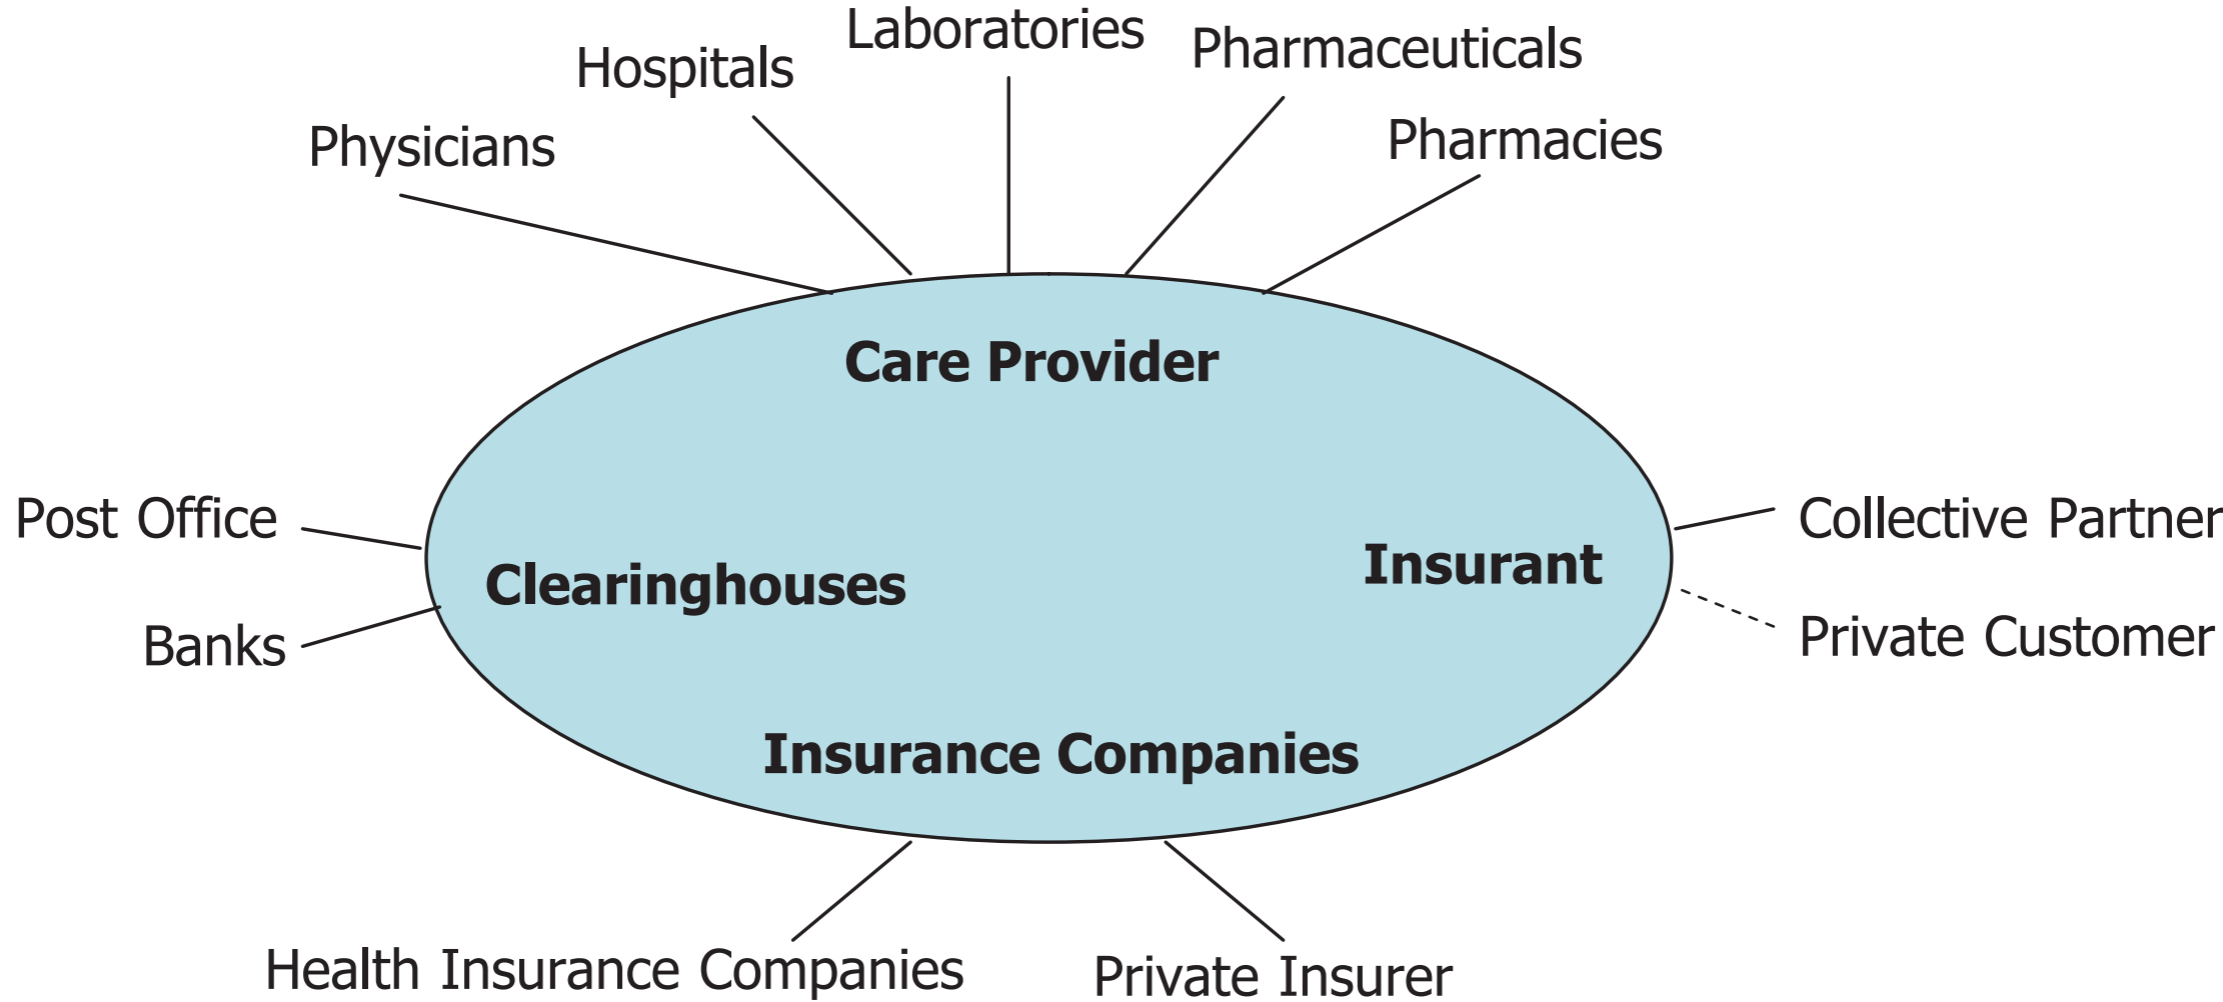 Laboratories
Pharmaceuticals
Hospitals
Pharmacies
Physicians
Care Provider
Post Office
Collective Partner
Clearinghouses
Insurant
Banks
Private Customer
Insurance Companies
Health Insurance Companies
Private Insurer